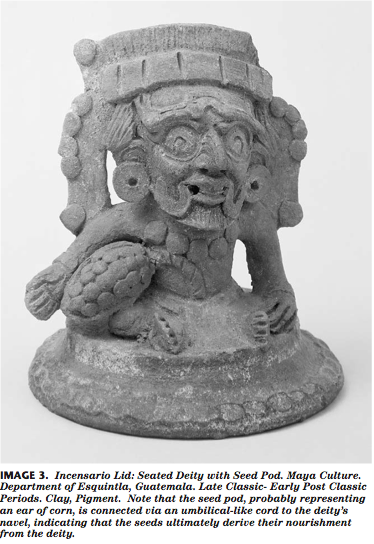 IMAGE 3. Incensario Lid: Seated Deity with Seed Pod. Maya Culture.
Department of Esquintla, Guatemala. Late Classic- Early Post Classic
Periods. Clay, Pigment. Note that the seed pod, probably representing
an ear of corn, is connected via an umbilical-like cord to the deity's
navel, indicating that the seeds ultimately derive their nourishment
from the deity.